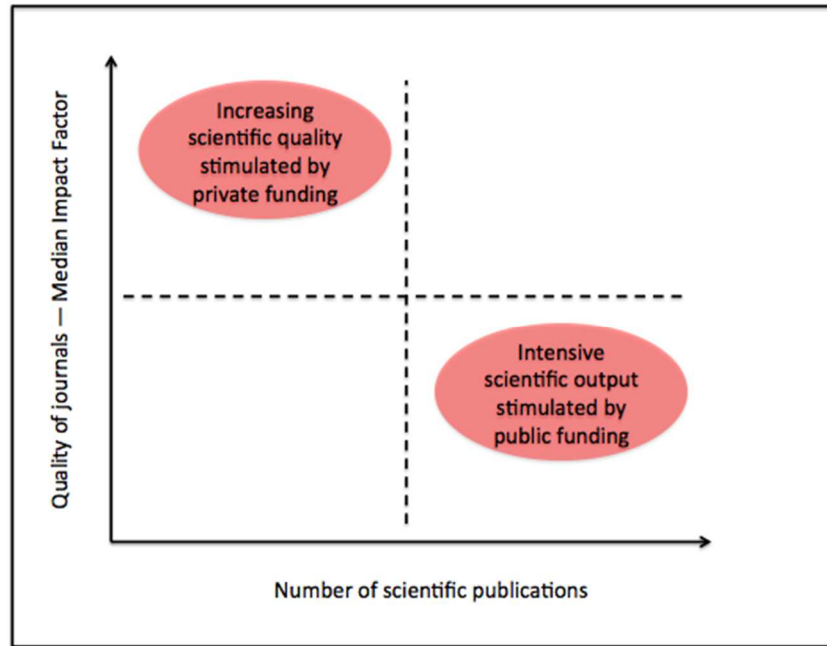 Quality of journals — Median Impact Factor
Increasing
scientific quality
stimulated by
private funding
Intensive
scientific output
stimulated by
public funding
Number of scientific publications